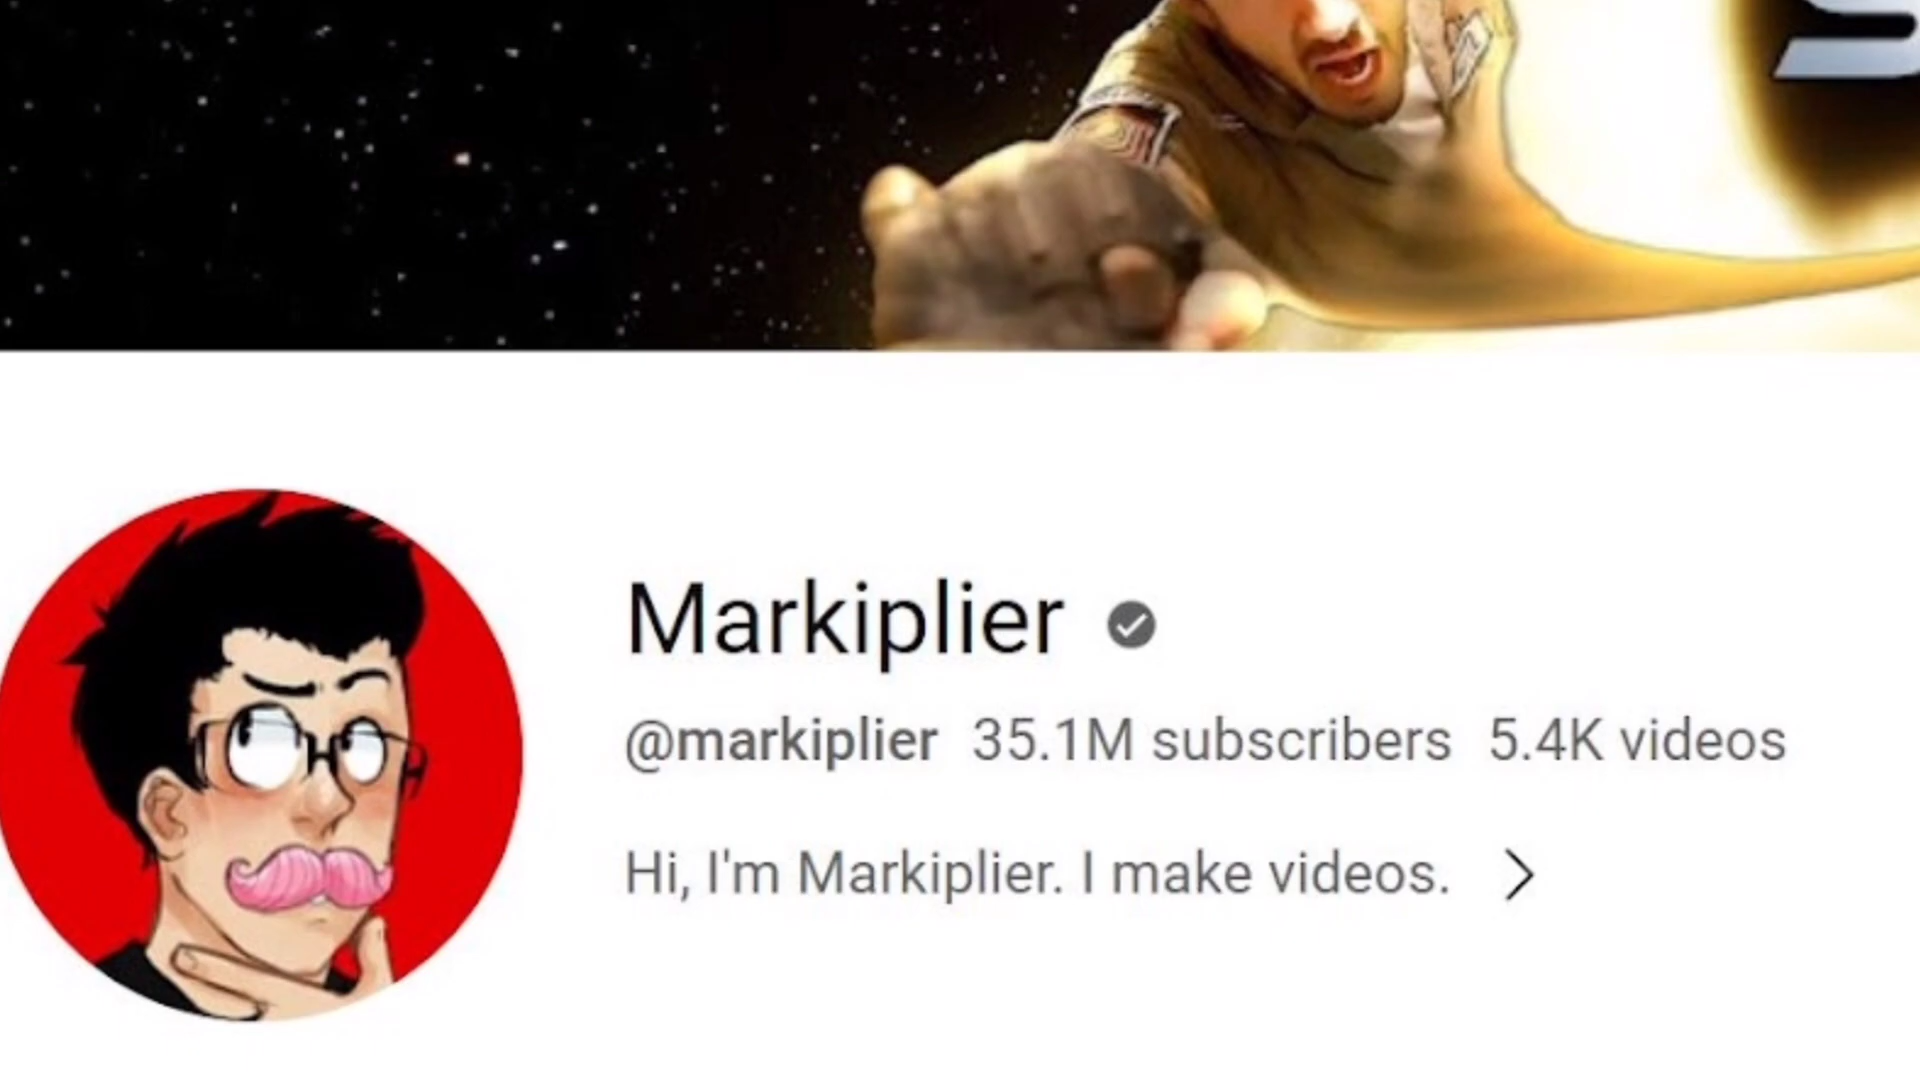 Markiplier
@markiplier 35.1M subscribers 5.4K videos
Hi, I'm Markiplier. I make videos.